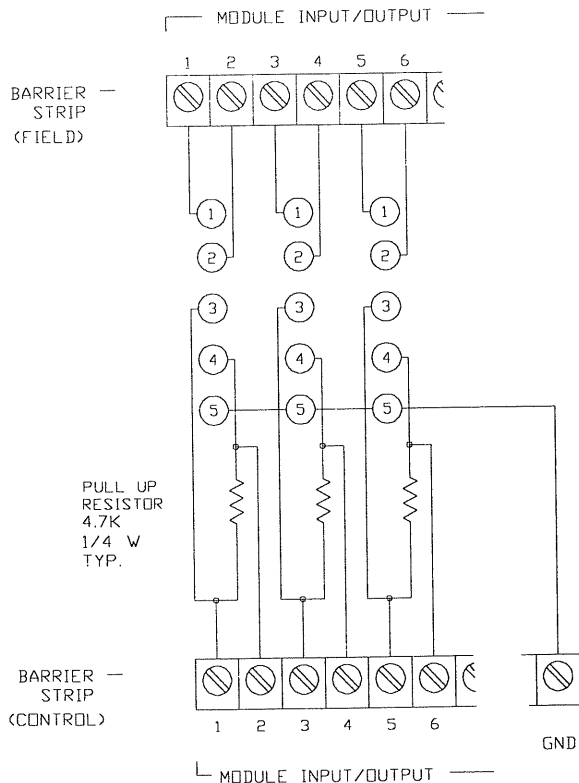 MODULE INPUT/OUTPUT
1 2 3 4 5 6
BARRIER
STRIP
(FIELD)
1 1 1
2 2 2
3 3 3
4 4 4
5 5 5
PULL UP
RESISTOR
4.7K
1/4 W
TYP.
BARRIER
STRIP
(CONTROL)
1 2 3 4 5 6
GND
MODULE INPUT/OUTPUT